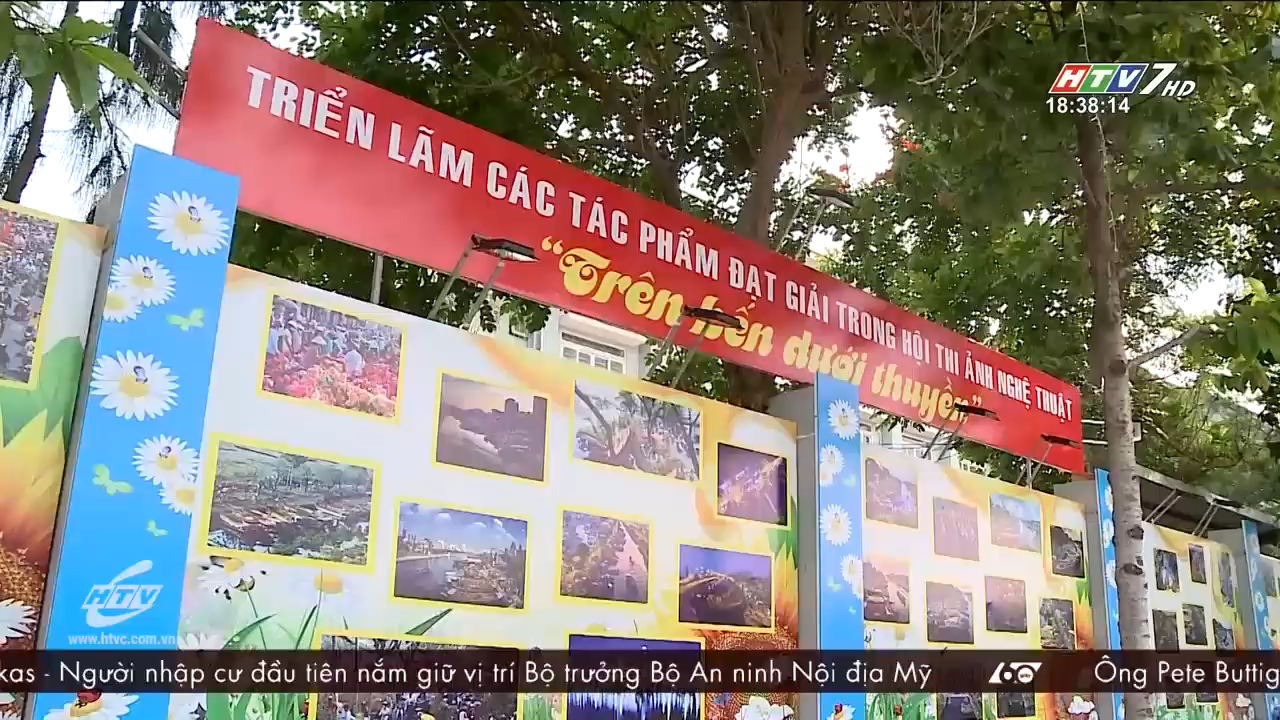 HTV7 HD
18:38:14
TRIỂN LÃM CÁC TÁC PHẨM ĐẠT GIẢI TRONG HỘI THI ẢNH NGHỆ THUẬT
“Trên bến dưới thuyền”
HTV
www.htvc.com.vn
kas - Người nhập cư đầu tiên nắm giữ vị trí Bộ trưởng Bộ An ninh Nội địa Mỹ 60 Ông Pete Buttig